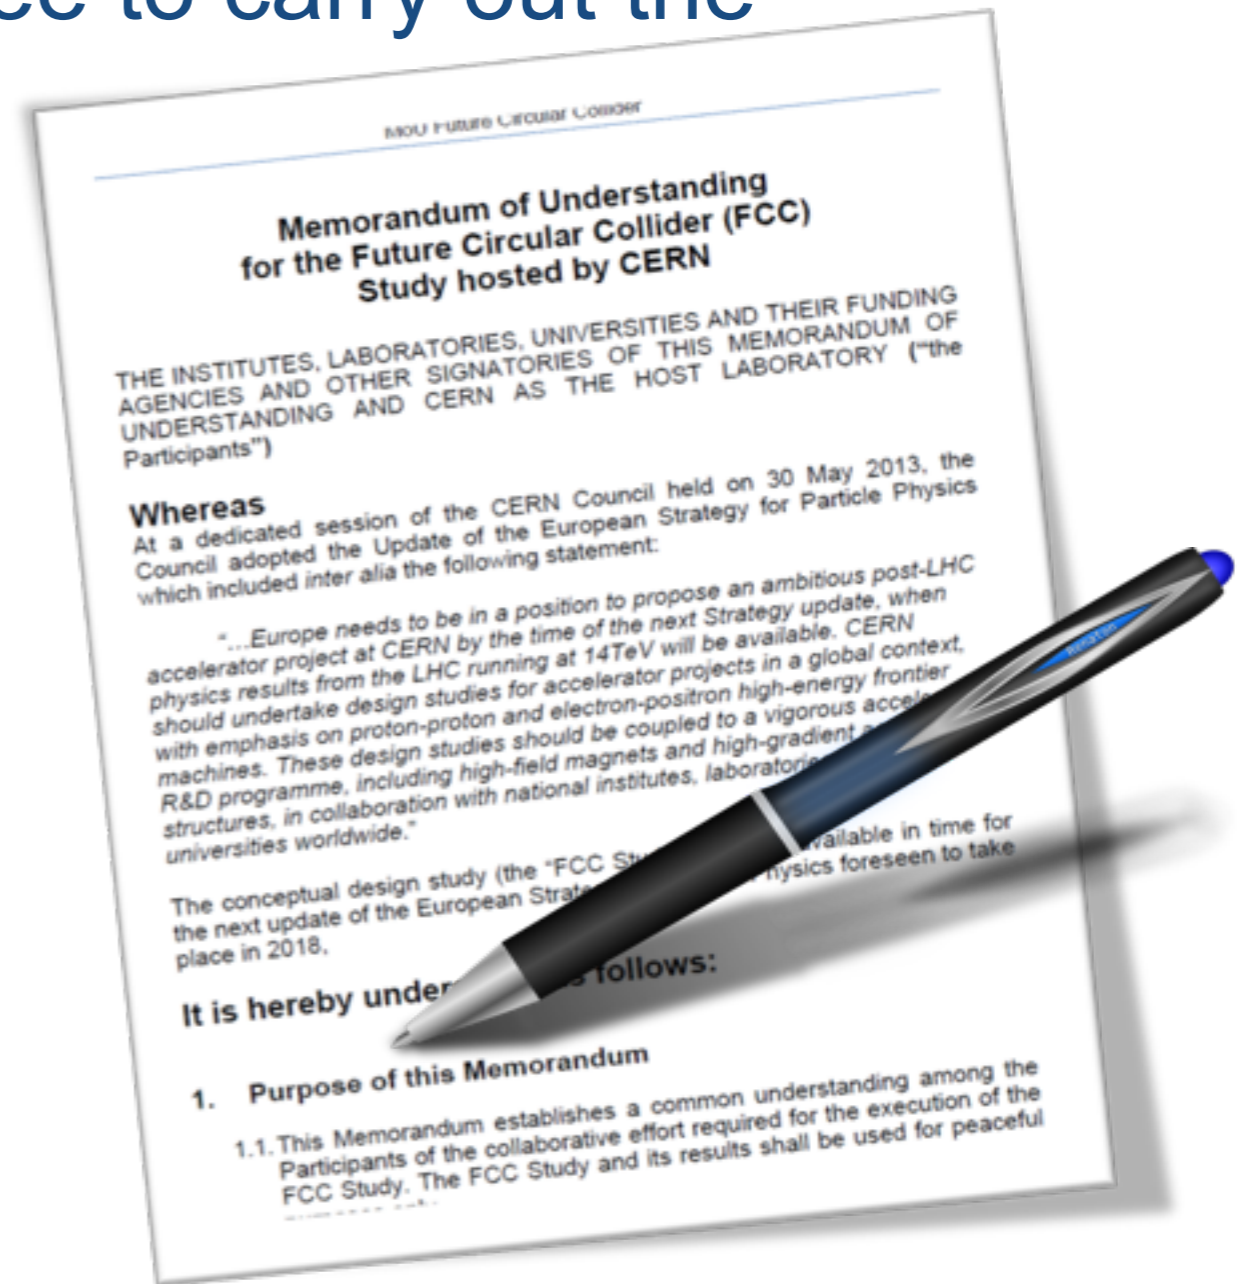 to carry out the
MoU Future Circular Collider
Memorandum of Understanding
for the Future Circular Collider (FCC)
Study hosted by CERN
THE INSTITUTES, LABORATORIES, UNIVERSITIES AND THEIR FUNDING
AGENCIES AND OTHER SIGNATORIES OF THIS MEMORANDUM OF
UNDERSTANDING AND CERN AS THE HOST LABORATORY ("the
Participants")
Whereas
At a dedicated session of the CERN Council held on 30 May 2013, the
Council adopted the Update of the European Strategy for Particle Physics
which included inter alia the following statement:
"…Europe needs to be in a position to propose an ambitious post-LHC
accelerator project at CERN by the time of the next Strategy update, when
physics results from the LHC running at 14TeV will be available. CERN
should undertake design studies for accelerator projects in a global context,
with emphasis on proton-proton and electron-positron high-energy frontier
machines. These design studies should be coupled to a vigorous
R&D programme, including high-field magnets and high-gradient
structures, in collaboration with national institutes,
universities worldwide."
The conceptual design study (the "FCC in time for
the next update of the European foreseen to take
place in 2018,
It is hereby follows:
1. Purpose of this Memorandum
1.1. This Memorandum establishes a common understanding among the
Participants of the collaborative effort required for the execution of the
FCC Study. The FCC Study and its results shall be used for peaceful